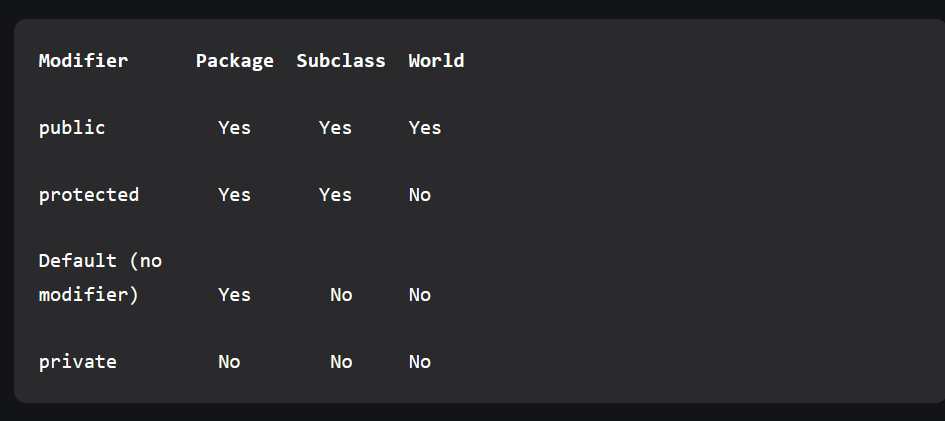 Modifier Package Subclass World
public Yes Yes Yes
protected Yes Yes No
Default (no
modifier) Yes No No
private No No No